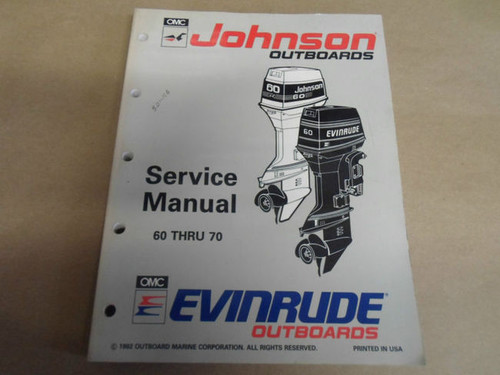 OMC
Johnson
OUTBOARDS
60
Johnson
60
60
EVINRUDE
Service
Manual
60 THRU 70
OMC
EVINRUDE
OUTBOARDS
© 1992 OUTBOARD MARINE CORPORATION. ALL RIGHTS RESERVED.
PRINTED IN USA